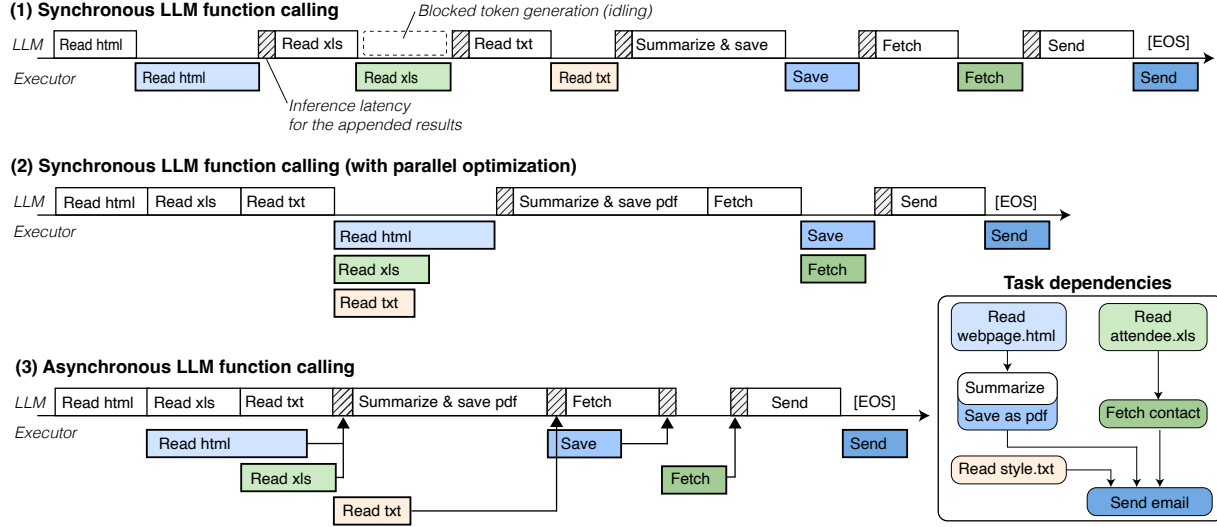 (1) Synchronous LLM function calling
Blocked token generation (idling)
LLM
Read html
Read xls
Read txt
Summarize & save
Fetch
Send
[EOS]
Executor
Read html
Read xls
Read txt
Save
Fetch
Send
Inference latency
for the appended results
(2) Synchronous LLM function calling (with parallel optimization)
LLM
Read html
Read xls
Read txt
Summarize & save pdf
Fetch
Send
[EOS]
Executor
Read html
Save
Send
Read xls
Fetch
Read txt
(3) Asynchronous LLM function calling
LLM
Read html
Read xls
Read txt
Summarize & save pdf
Fetch
Send
[EOS]
Executor
Read html
Save
Send
Read xls
Fetch
Read txt
Task dependencies
Read
webpage.html
Read
attendee.xls
Summarize
Save as pdf
Fetch contact
Read style.txt
Send email